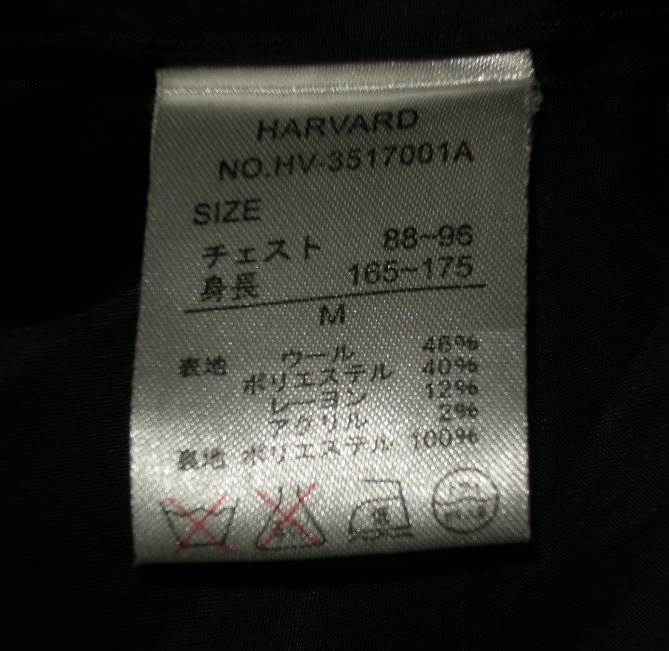 HARVARD
NO.HV-3517001A
SIZE
チェスト 88~96
身長 165~175
M
表地 ウール 46%
ポリエステル 40%
レーヨン 12%
アクリル 2%
裏地 ポリエステル 100%